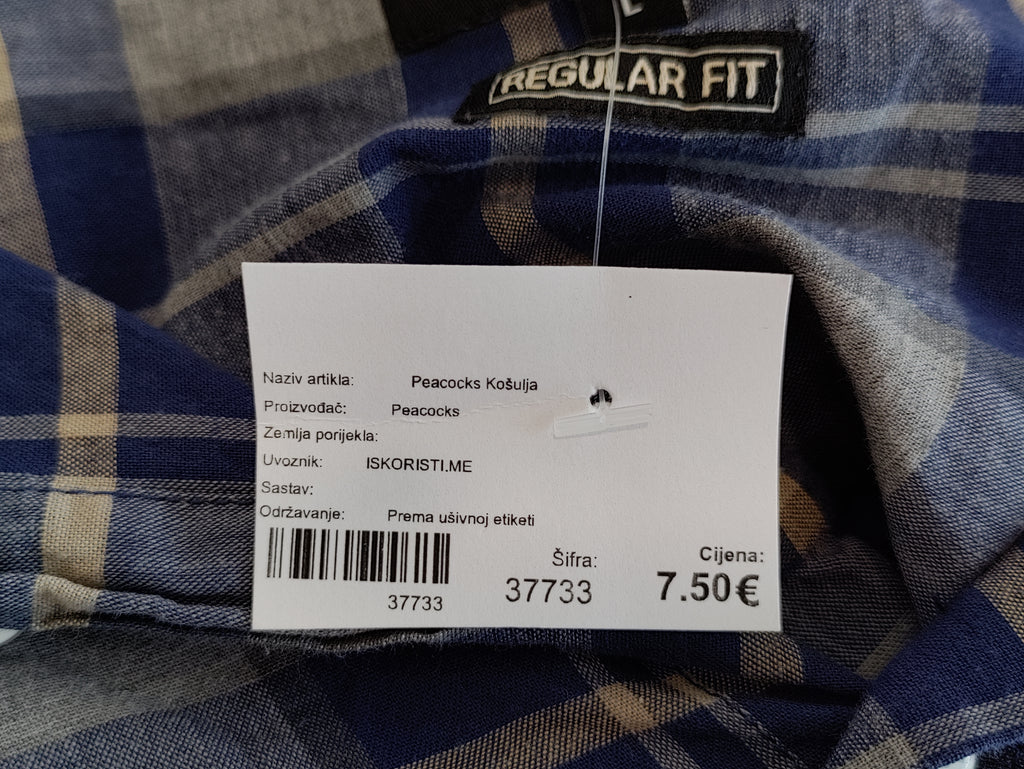 L
REGULAR FIT
Naziv artikla: Peacocks Košulja
Proizvođač: Peacocks
Zemlja porijekla:
Uvoznik: ISKORISTI.ME
Sastav:
Održavanje: Prema ušivnoj etiketi
Šifra: Cijena:
37733 37733 7.50€